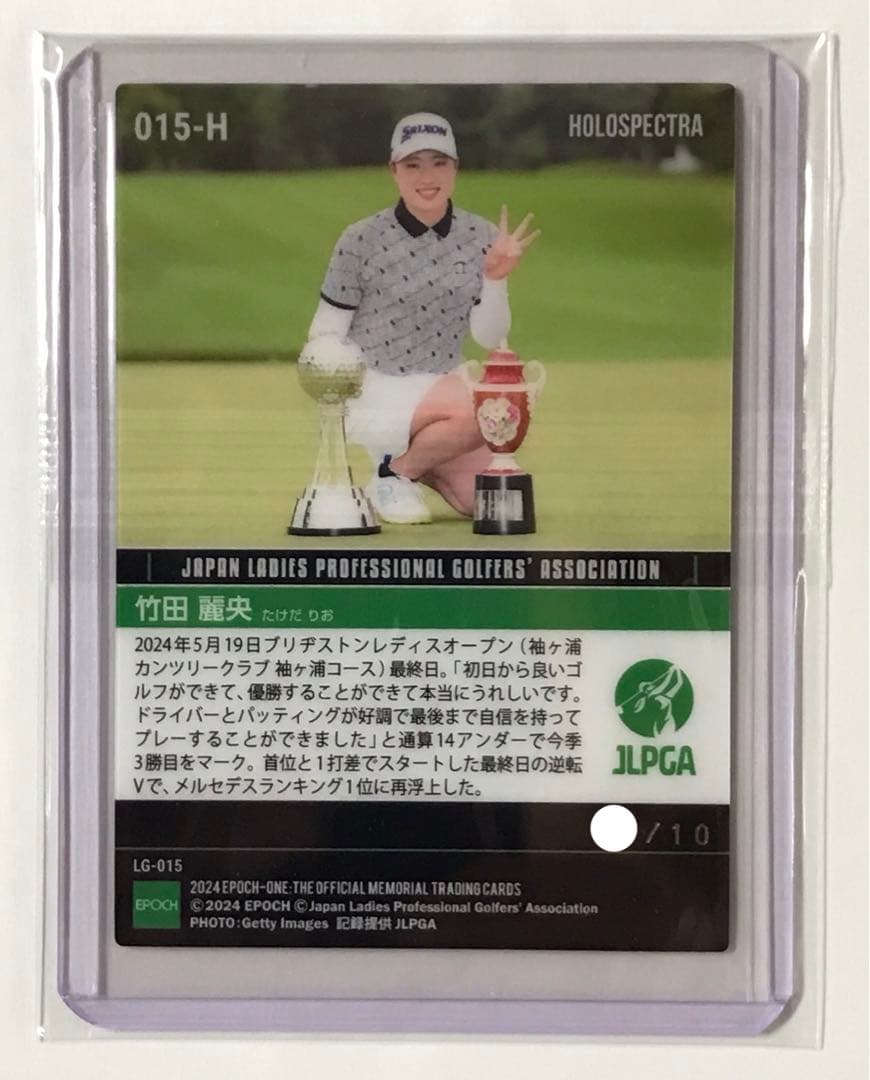 015-H
HOLOSPECTRA
SRIXON
JAPAN LADIES PROFESSIONAL GOLFERS' ASSOCIATION
竹田 麗央 たけだ りお
2024年5月19日ブリヂストンレディスオープン(袖ヶ浦
カンツリークラブ 袖ヶ浦コース)最終日。「初日から良いゴ
ルフができて、優勝することができて本当にうれしいです。
ドライバーとパッティングが好調で最後まで自信を持って
プレーすることができました」と通算14アンダーで今季
3勝目をマーク。首位と1打差でスタートした最終日の逆転
Vで、メルセデスランキング1位に再浮上した。
JLPGA
/10
LG-015
EPOCH
2024 EPOCH-ONE:THE OFFICIAL MEMORIAL TRADING CARDS
©2024 EPOCH ©Japan Ladies Professional Golfers' Association
PHOTO:Getty Images 記録提供 JLPGA